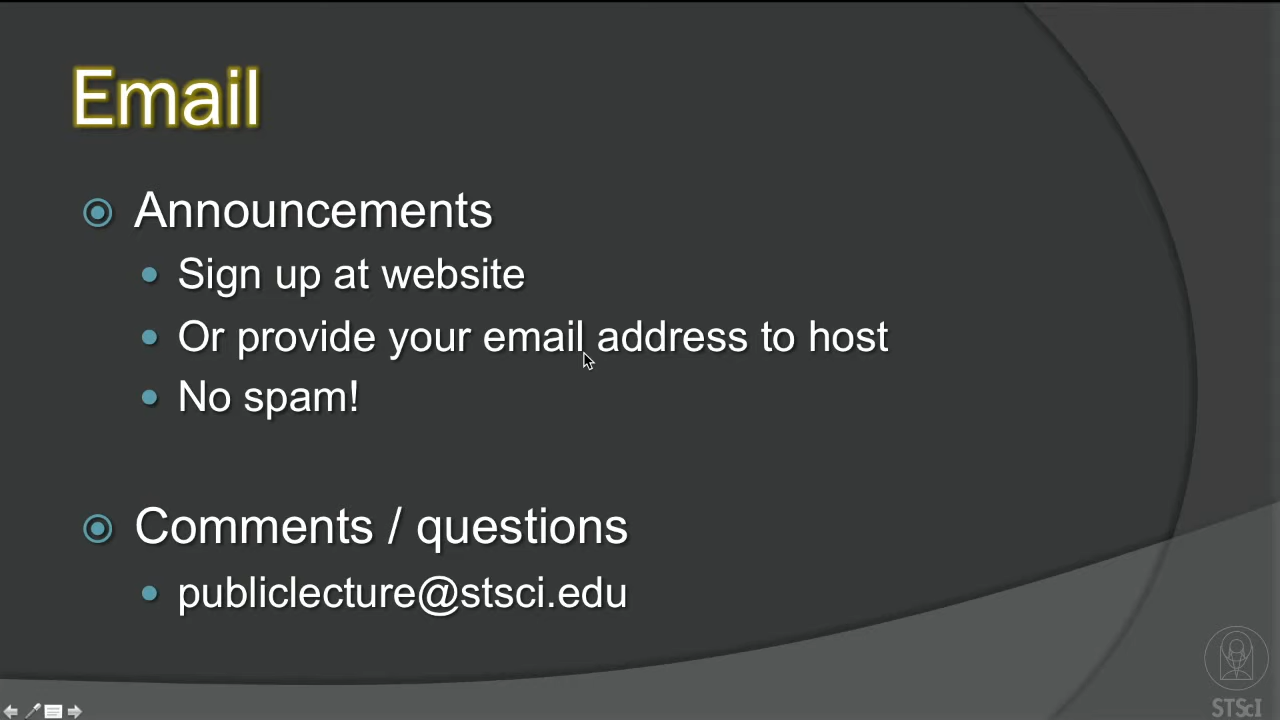 Email
Announcements
Sign up at website
Or provide your email address to host
No spam!
Comments / questions
publiclecture@stsci.edu
STScI